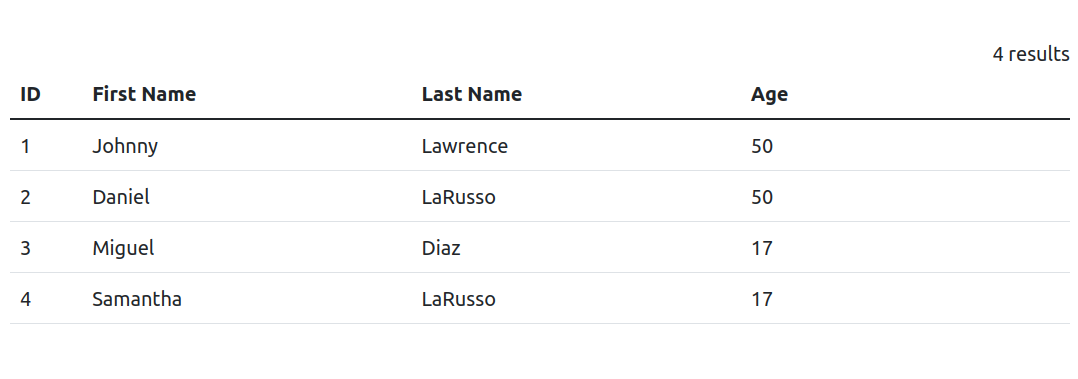 4 results
ID First Name Last Name Age
1 Johnny Lawrence 50
2 Daniel LaRusso 50
3 Miguel Diaz 17
4 Samantha LaRusso 17